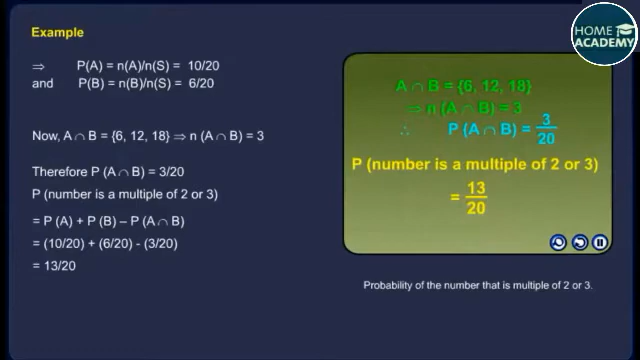 HOME
ACADEMY
Example
⇒ P(A) = n(A)/n(S) = 10/20
and P(B) = n(B)/n(S) = 6/20
Now, A ∩ B = {6, 12, 18} ⇒ n (A ∩ B) = 3
Therefore P (A ∩ B) = 3/20
P (number is a multiple of 2 or 3)
= P (A) + P (B) – P (A ∩ B)
= (10/20) + (6/20) - (3/20)
= 13/20
A ∩ B = {6, 12, 18}
⇒ n (A ∩ B) = 3
∴ P (A ∩ B) = 3/20
P (number is a multiple of 2 or 3)
= 13/20
Probability of the number that is multiple of 2 or 3.